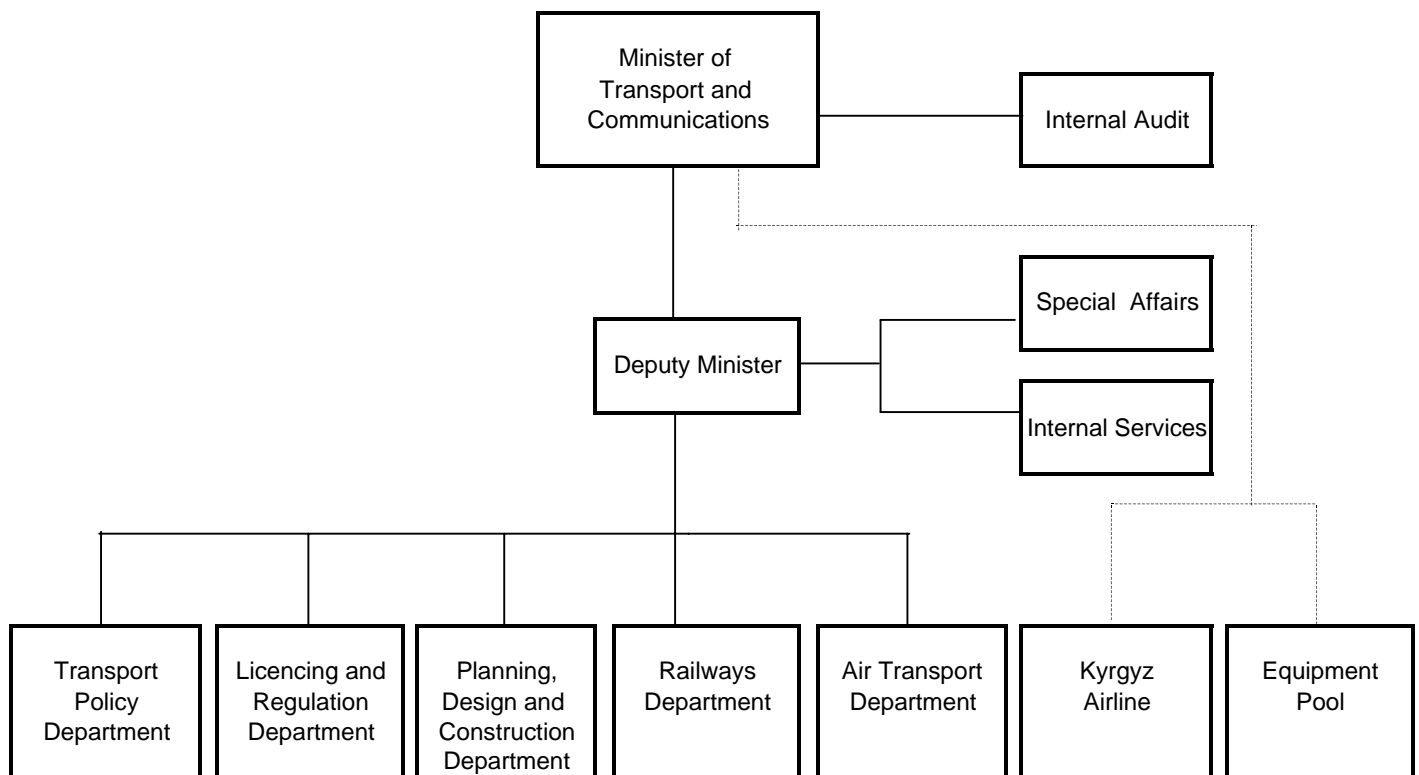 Minister of
Transport and
Communications
Internal Audit
Special Affairs
Deputy Minister
Internal Services
Transport
Policy
Department
Licencing and
Regulation
Department
Planning,
Design and
Construction
Department
Railways
Department
Air Transport
Department
Kyrgyz
Airline
Equipment
Pool